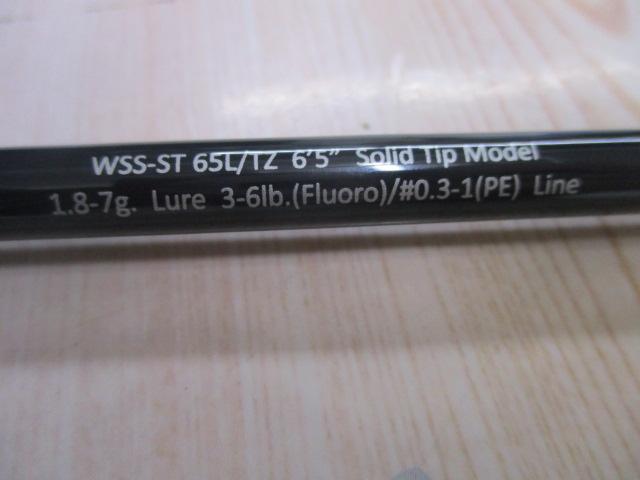 WSS-ST 65L/TZ 6'5" Solid Tip Model
1.8-7g. Lure 3-6lb.(Fluoro)/#0.3-1(PE) Line